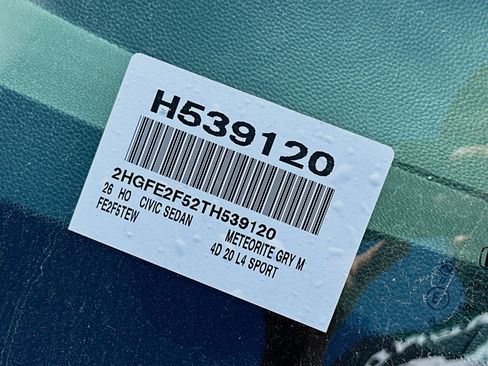 H539120
2HGFE2F52TH539120
26 HO CIVIC SEDAN METEORITE GRY M
FE2F5TEW 4D 20 L4 SPORT